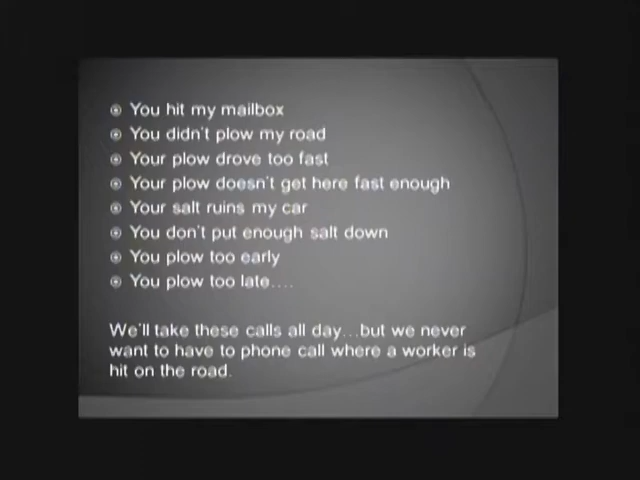 You hit my mailbox
You didn't plow my road
Your plow drove too fast
Your plow doesn't get here fast enough
Your salt ruins my car
You don't put enough salt down
You plow too early
You plow too late....
We'll take these calls all day...but we never
want to have to phone call where a worker is
hit on the road.